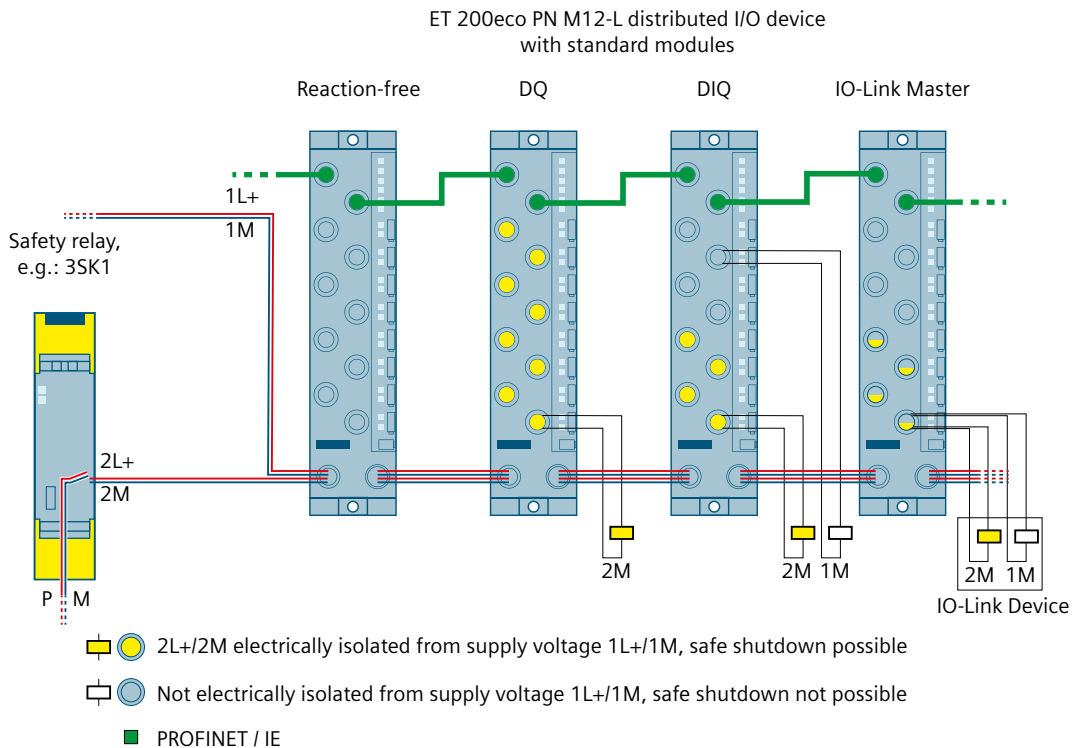 ET 200eco PN M12-L distributed I/O device
with standard modules
Reaction-free
DQ
DIQ
IO-Link Master
1L+
1M
Safety relay,
e.g.: 3SK1
2L+
2M
P
M
2M
2M
1M
2M
1M
IO-Link Device
2L+/2M electrically isolated from supply voltage 1L+/1M, safe shutdown possible
Not electrically isolated from supply voltage 1L+/1M, safe shutdown not possible
PROFINET / IE